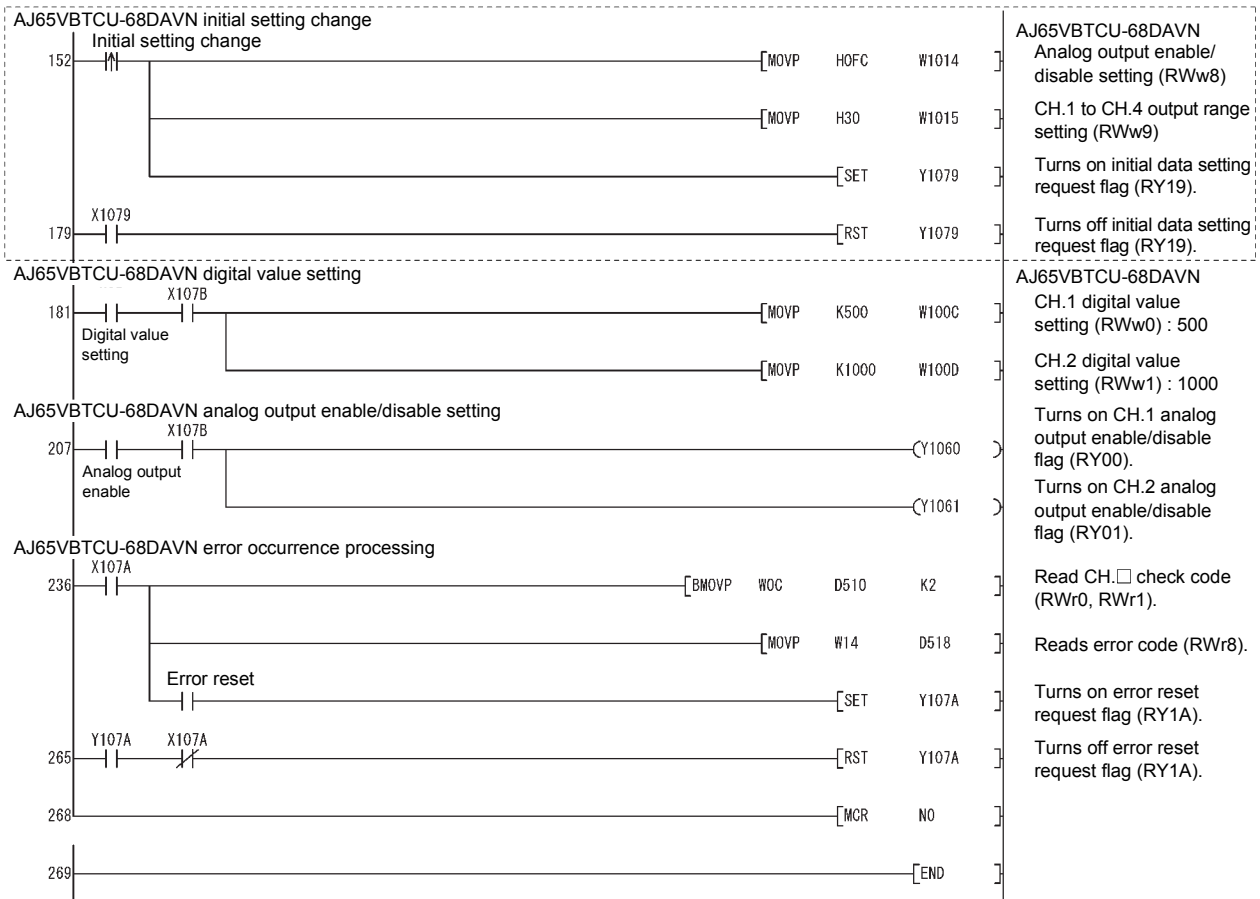 AJ65VBTCU-68DAVN initial setting change
Initial setting change
152
[MOVP H0FC W1014 ]
[MOVP H30 W1015 ]
[SET Y1079 ]
X1079
179
[RST Y1079 ]
AJ65VBTCU-68DAVN
Analog output enable/
disable setting (RWw8)
CH.1 to CH.4 output range
setting (RWw9)
Turns on initial data setting
request flag (RY19).
Turns off initial data setting
request flag (RY19).
AJ65VBTCU-68DAVN digital value setting
X107B
181
Digital value
setting
[MOVP K500 W100C ]
[MOVP K1000 W100D ]
AJ65VBTCU-68DAVN
CH.1 digital value
setting (RWw0) : 500
CH.2 digital value
setting (RWw1) : 1000
AJ65VBTCU-68DAVN analog output enable/disable setting
X107B
207
Analog output
enable
(Y1060 )
(Y1061 )
Turns on CH.1 analog
output enable/disable
flag (RY00).
Turns on CH.2 analog
output enable/disable
flag (RY01).
AJ65VBTCU-68DAVN error occurrence processing
X107A
236
[BMOVP W0C D510 K2 ]
[MOVP W14 D518 ]
Error reset
[SET Y107A ]
Read CH.□ check code
(RWr0, RWr1).
Reads error code (RWr8).
Turns on error reset
request flag (RY1A).
Y107A X107A
265
[RST Y107A ]
Turns off error reset
request flag (RY1A).
268
[MCR N0 ]
269
[END ]